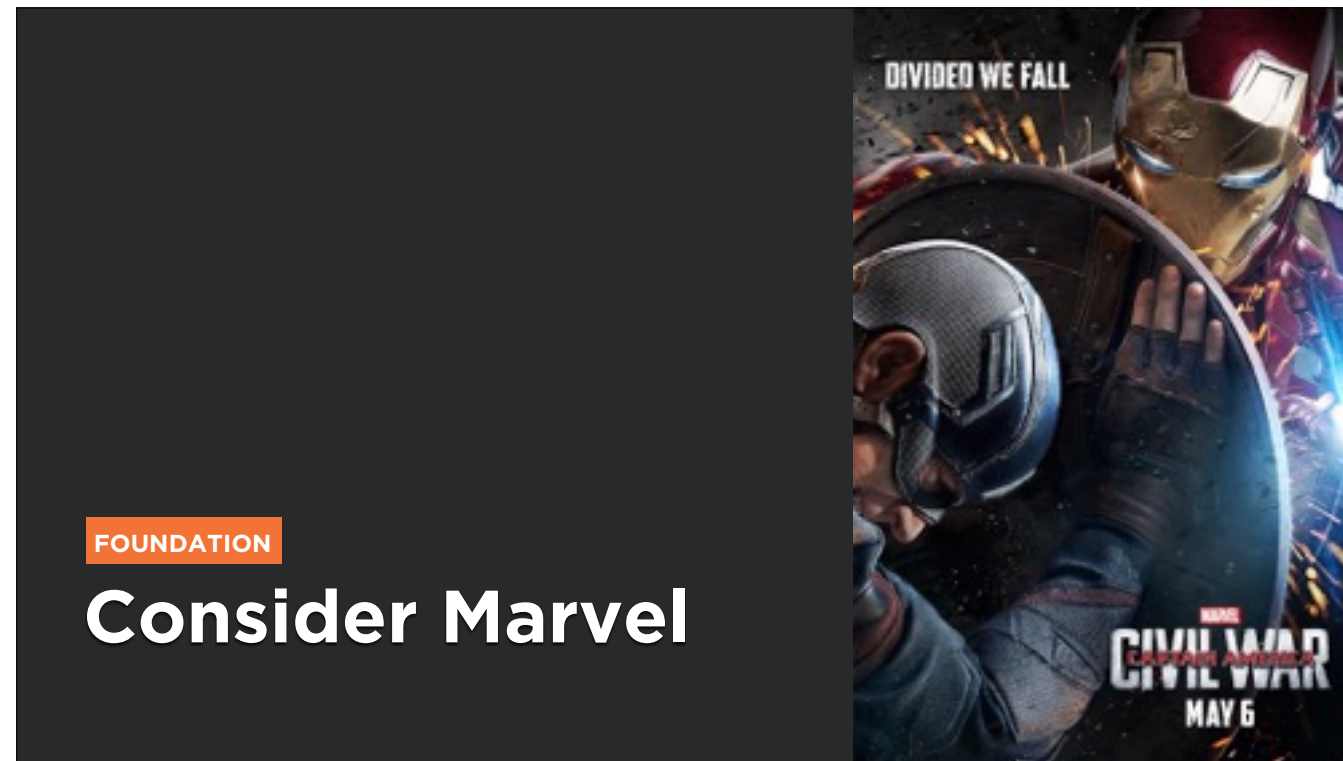 FOUNDATION
Consider Marvel
DIVIDED WE FALL
MARVEL
CAPTAIN AMERICA
CIVIL WAR
MAY 6